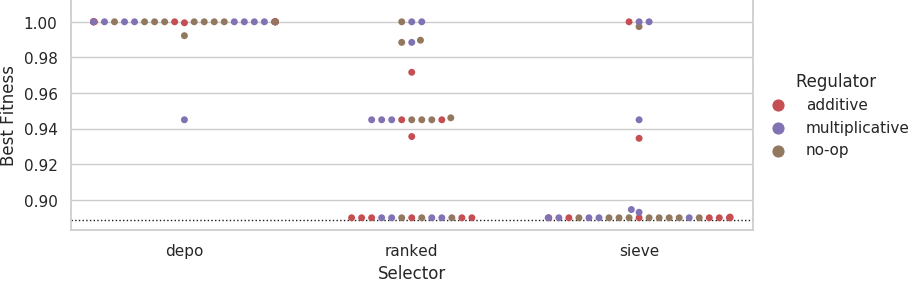 1.00
0.98
0.96
0.94
0.92
0.90
Best Fitness
depo
ranked
sieve
Selector
Regulator
additive
multiplicative
no-op